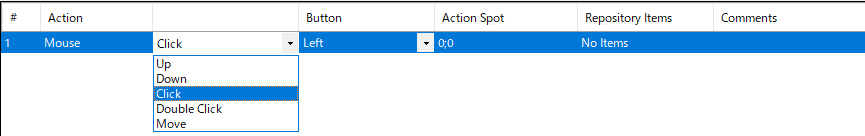 # Action Button Action Spot Repository Items Comments
1 Mouse Click Left 0;0 No Items
Up
Down
Click
Double Click
Move